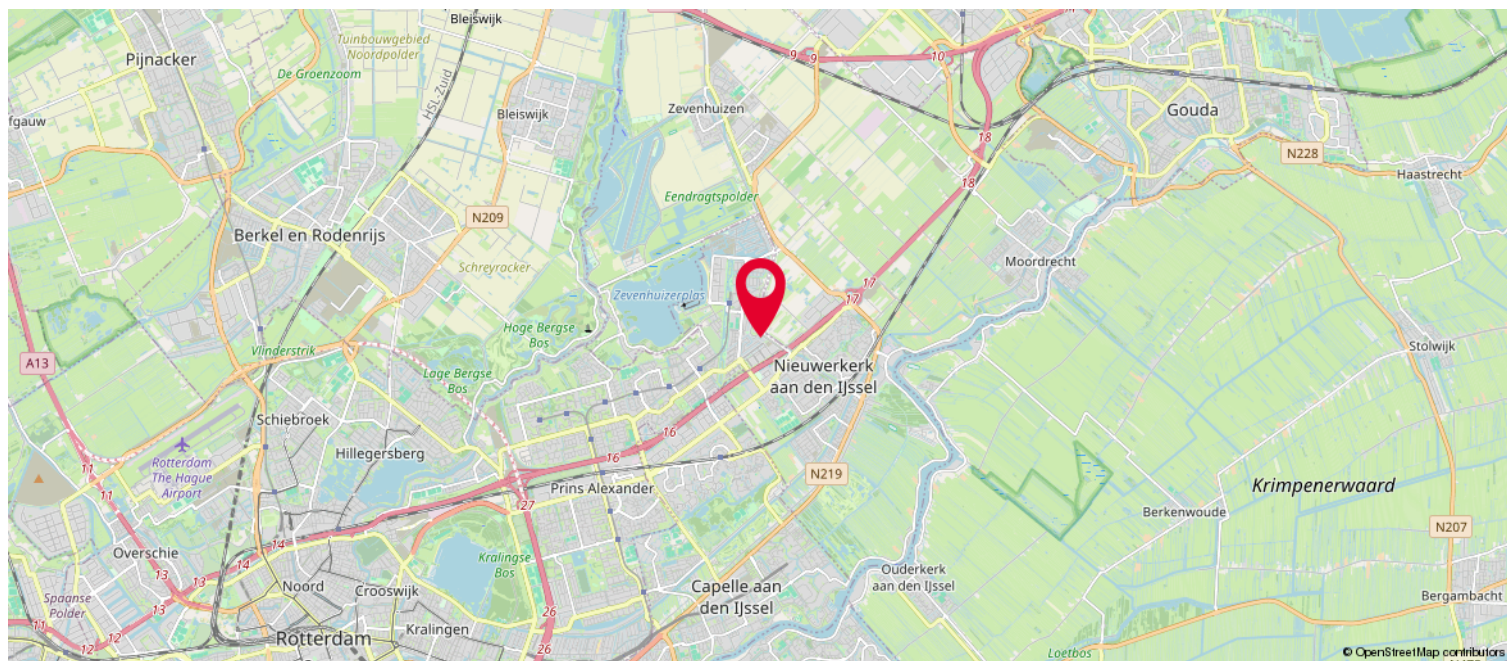 Bleiswijk
Tuinbouwgebied
Noordpolder
Pijnacker
De Groenzoom
HSL-Zuid
9
9
10
Zevenhuizen
Bleiswijk
Gouda
fgauw
18
N228
Haastrecht
18
Eendragtspolder
N209
Berkel en Rodenrijs
Schreyracker
Moordrecht
17
17
Zevenhuizerplas
Hoge Bergse
Bos
Vlinderstrik
A13
Lage Bergse
Bos
Stolwijk
Nieuwerkerk
aan den IJssel
Schiebroek
16
16
Hillegersberg
Rotterdam
The Hague
Airport
11
11
N219
Prins Alexander
Krimpenerwaard
27
Berkenwoude
N207
Overschie
14
14
13
13
13
Kralingse
Bos
Noord
Crooswijk
Capelle aan
den IJssel
Ouderkerk
aan den IJssel
Bergambacht
Spaanse
Polder
26
26
11
12
12
Rotterdam
Kralingen
Loetbos
© OpenStreetMap contributors